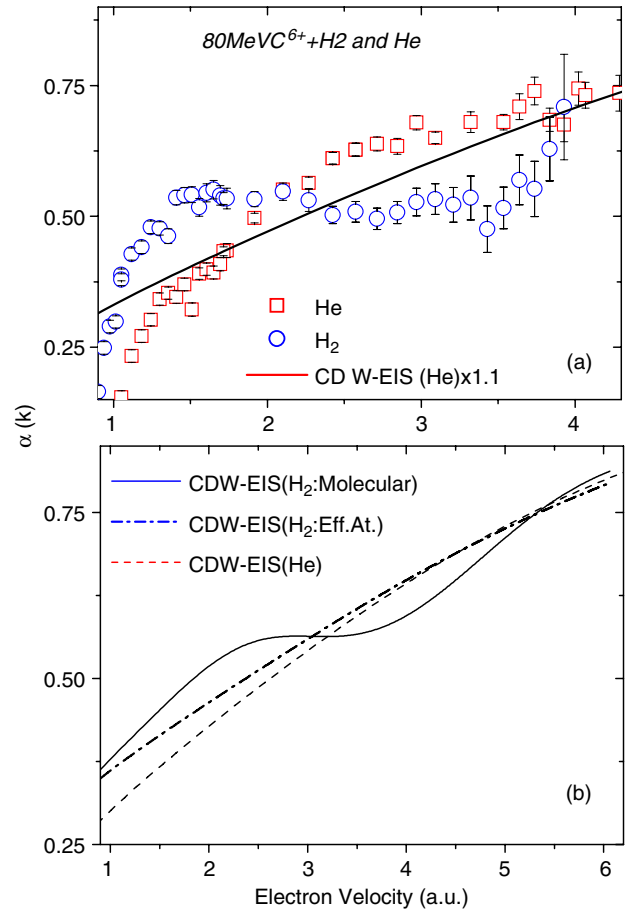 80MeVC⁶⁺+H2 and He
α (k)
0.75
0.50
0.25
He
H₂
CD W-EIS (He)x1.1
(a)
1 2 3 4
CDW-EIS(H₂:Molecular)
CDW-EIS(H₂:Eff.At.)
CDW-EIS(He)
0.75
0.50
0.25
(b)
1 2 3 4 5 6
Electron Velocity (a.u.)